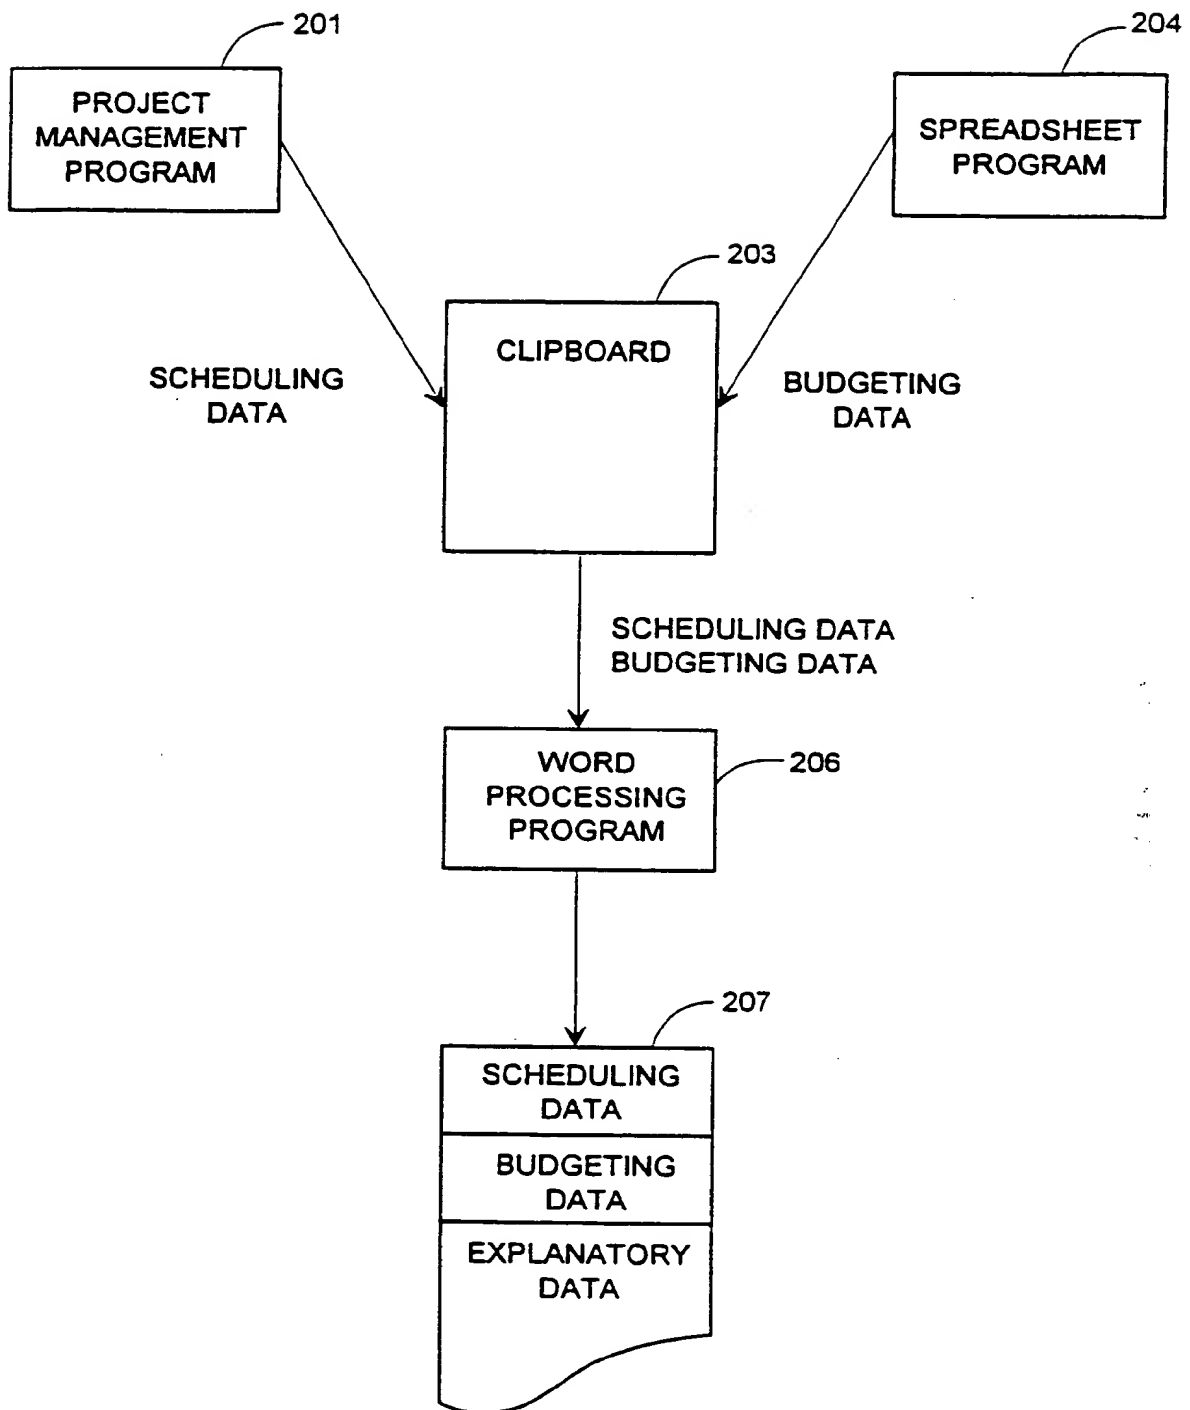 201
204
PROJECT
MANAGEMENT
PROGRAM
SPREADSHEET
PROGRAM
203
CLIPBOARD
SCHEDULING
DATA
BUDGETING
DATA
SCHEDULING DATA
BUDGETING DATA
WORD
PROCESSING
PROGRAM
206
207
SCHEDULING
DATA
BUDGETING
DATA
EXPLANATORY
DATA